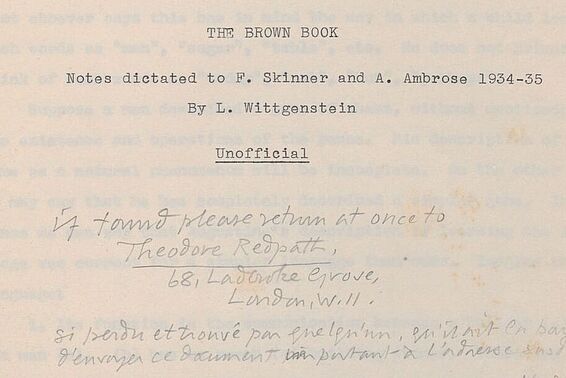 THE BROWN BOOK
Notes dictated to F. Skinner and A. Ambrose 1934-35
By L. Wittgenstein
Unofficial
if found please return at once to
Theodore Redpath,
68, Ladbroke Grove,
London, W.11.
si perdu et trouvé par quelqu'un, qu'il ait la
d'envoyer ce document important à l'adresse